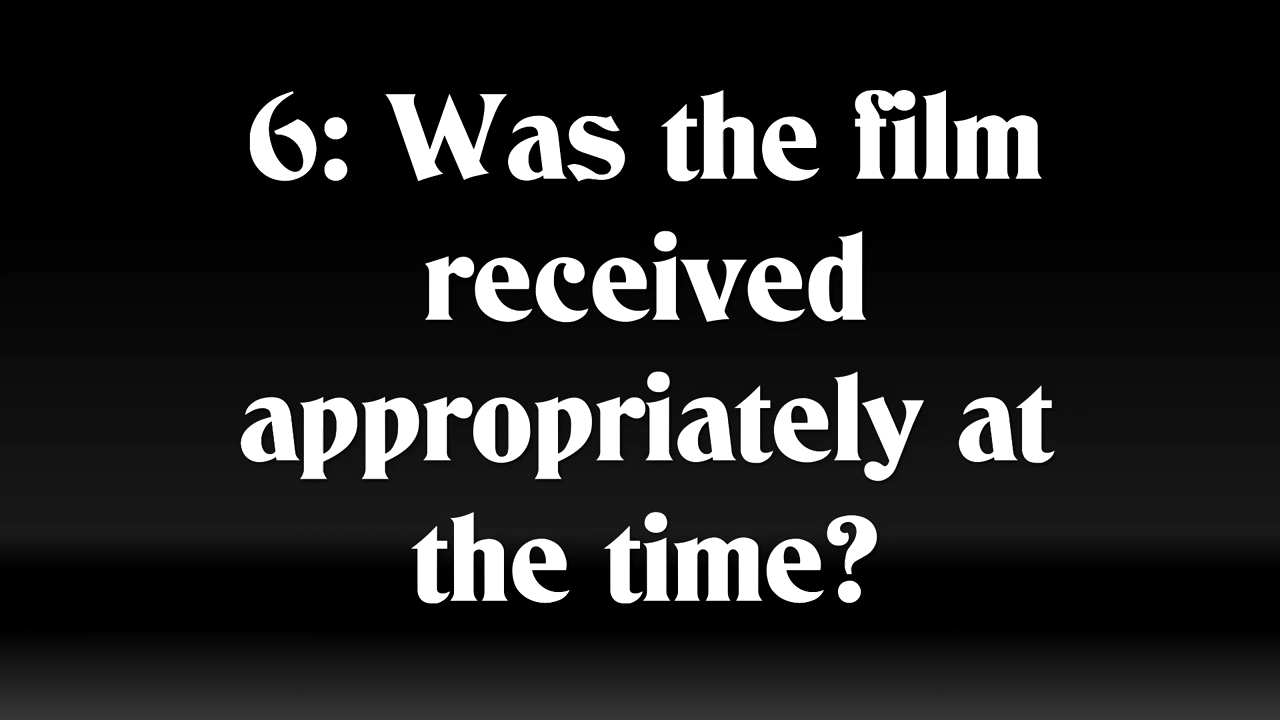 6: Was the film
received
appropriately at
the time?